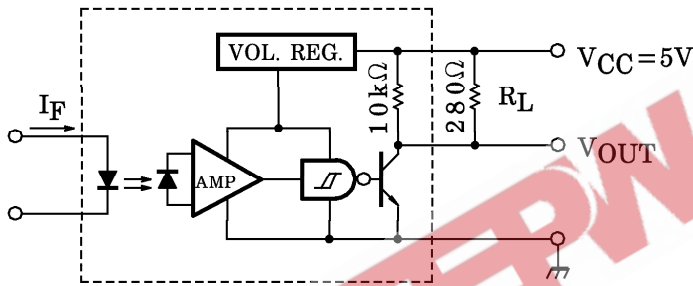 VOL. REG.
VCC=5V
IF
10kΩ
280Ω
RL
VOUT
AMP